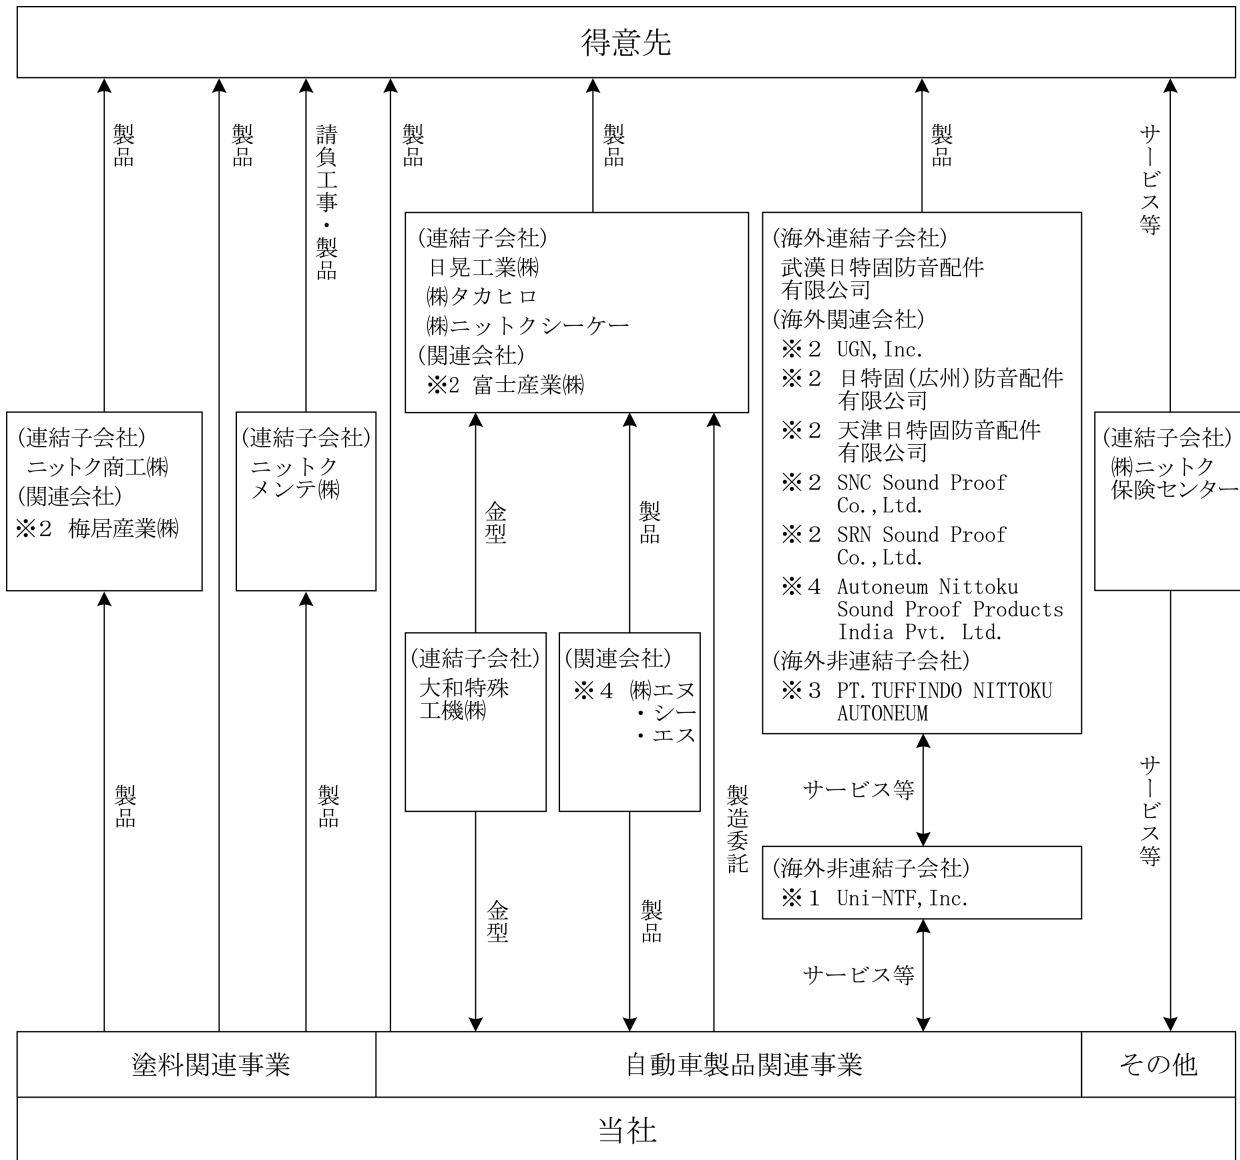 得意先
製品
製品
請負工事・製品
製品
製品
製品
サービス等
(連結子会社)
日晃工業㈱
㈱タカヒロ
㈱ニットクシーケー
(関連会社)
※2 富士産業㈱
(海外連結子会社)
武漢日特固防音配件
有限公司
(海外関連会社)
※2 UGN,Inc.
※2 日特固(広州)防音配件
有限公司
※2 天津日特固防音配件
有限公司
※2 SNC Sound Proof
Co.,Ltd.
※2 SRN Sound Proof
Co.,Ltd.
※4 Autoneum Nittoku
Sound Proof Products
India Pvt. Ltd.
(海外非連結子会社)
※3 PT.TUFFINDO NITTOKU
AUTONEUM
(連結子会社)
ニットク商工㈱
(関連会社)
※2 梅居産業㈱
(連結子会社)
ニットク
メンテ㈱
(連結子会社)
㈱ニットク
保険センター
金型
製品
(連結子会社)
大和特殊
工機㈱
(関連会社)
※4 ㈱エヌ
・シー
・エス
製品
製品
製造委託
サービス等
サービス等
(海外非連結子会社)
※1 Uni-NTF,Inc.
金型
製品
サービス等
塗料関連事業
自動車製品関連事業
その他
当社